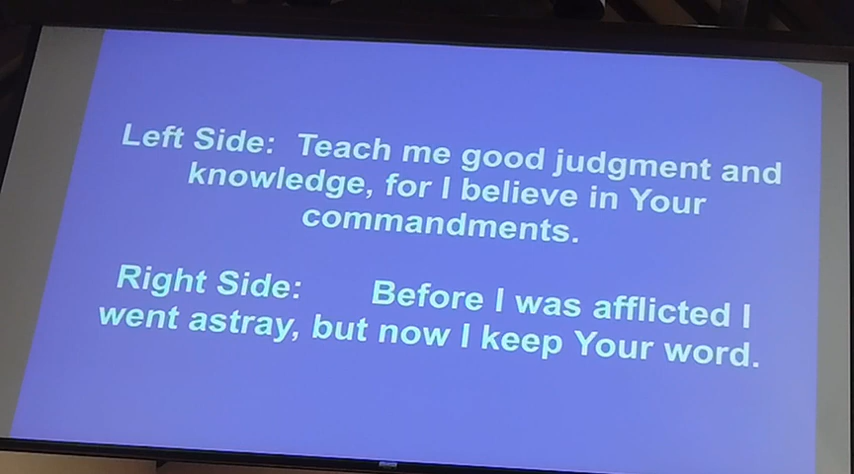 Left Side: Teach me good judgment and
knowledge, for I believe in Your
commandments.
Right Side: Before I was afflicted I
went astray, but now I keep Your word.